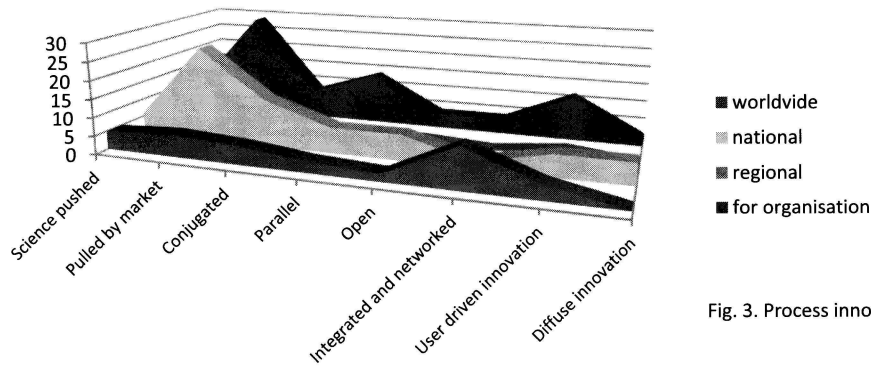 30
25
20
15
10
5
0
Science pushed
Pulled by market
Conjugated
Parallel
Open
Integrated and networked
User driven innovation
Diffuse innovation
worldvide
national
regional
for organisation
Fig. 3. Process inno